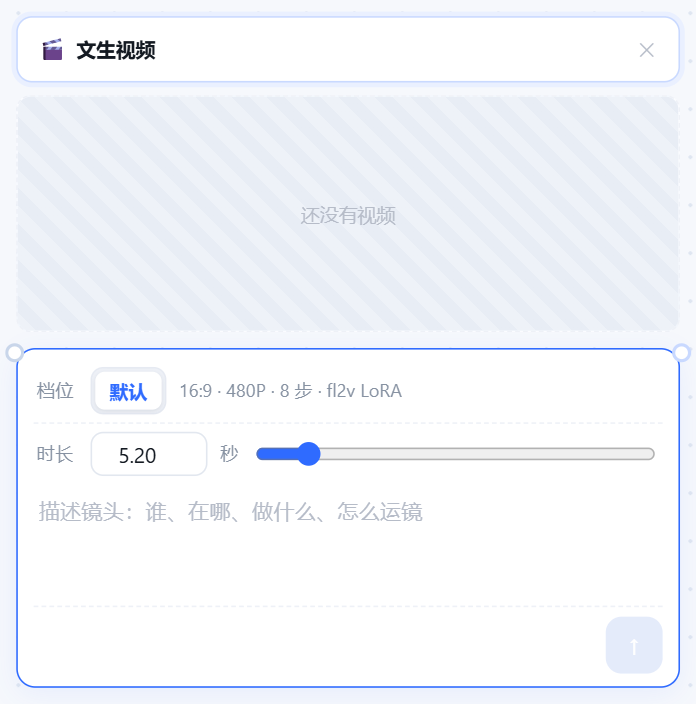 文生视频
还没有视频
档位 默认 16:9 · 480P · 8 步 · fl2v LoRA
时长 5.20 秒
描述镜头：谁、在哪、做什么、怎么运镜
↑